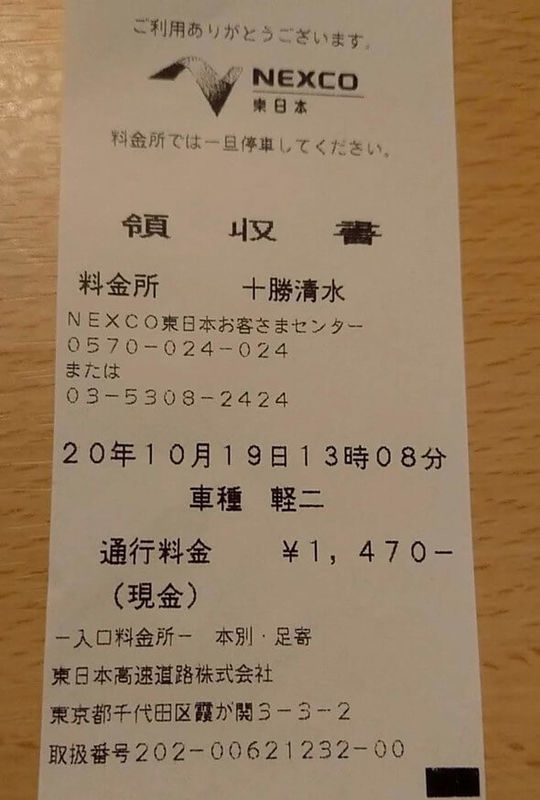 ご利用ありがとうございます。
NEXCO
東日本
料金所では一旦停車してください。
領収書
料金所　十勝清水
ＮＥＸＣＯ東日本お客さまセンター
０５７０－０２４－０２４
または
０３－５３０８－２４２４
２０年１０月１９日１３時０８分
車種　軽二
通行料金　￥１，４７０－
（現金）
－入口料金所－　本別・足寄
東日本高速道路株式会社
東京都千代田区霞が関３－３－２
取扱番号２０２－００６２１２３２－００